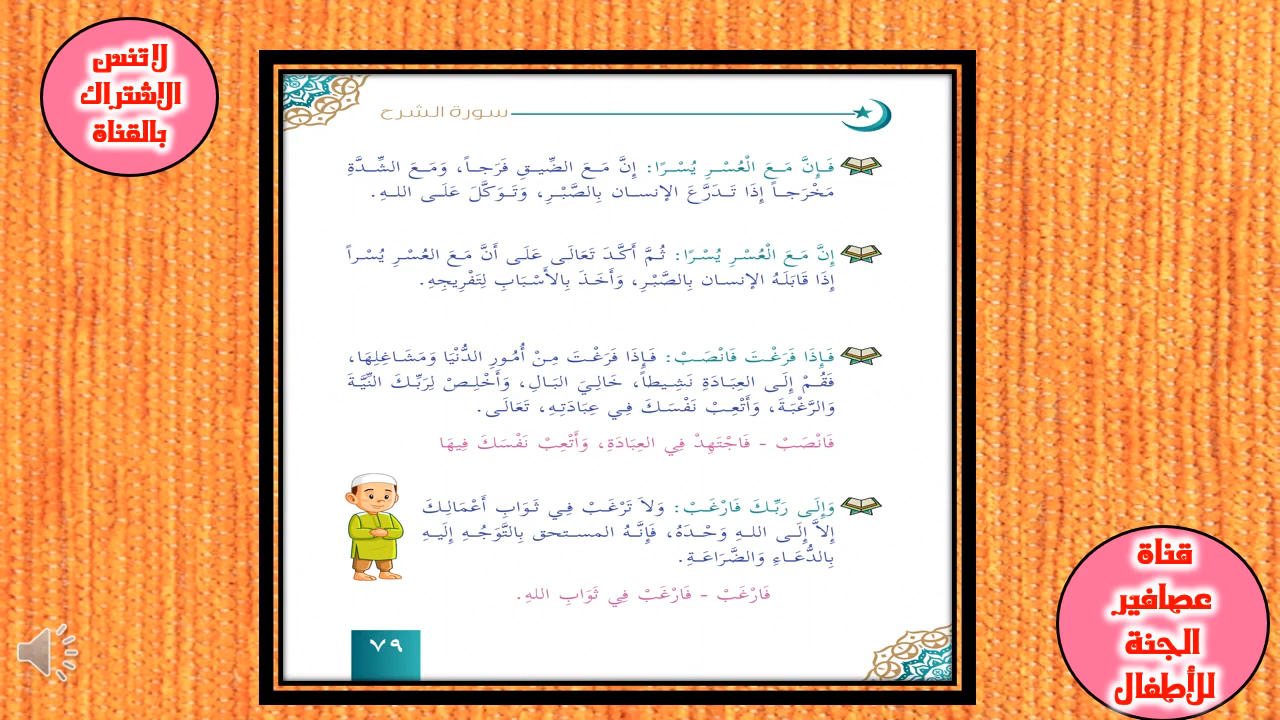 لاتنس
الاشتراك
بالقناة
سورة الشرح
فَإِنَّ مَعَ الْعُسْرِ يُسْرًا: إِنَّ مَعَ الضِّيقِ فَرَجاً، وَمَعَ الشِّدَّةِ
مَخْرَجاً إِذَا تَدَرَّعَ الإنسان بِالصَّبْرِ، وَتَوَكَّلَ عَلَى اللهِ.
إِنَّ مَعَ الْعُسْرِ يُسْرًا: ثُمَّ أَكَّدَ تَعَالَى عَلَى أَنَّ مَعَ العُسْرِ يُسْراً
إِذَا قَابَلَهُ الإنسان بِالصَّبْرِ، وَأَخَذَ بِالأَسْبَابِ لِتَفْرِيجِهِ.
فَإِذَا فَرَغْتَ فَانْصَبْ: فَإِذَا فَرَغْتَ مِنْ أُمُورِ الدُّنْيَا وَمَشَاغِلِهَا،
فَقُمْ إِلَى العِبَادَةِ نَشِيطاً، خَالِيَ البَالِ، وَأَخْلِصْ لِرَبِّكَ النِّيَّةَ
وَالرَّغْبَةَ، وَأَتْعِبْ نَفْسَكَ فِي عِبَادَتِهِ، تَعَالَى.
فَانْصَبْ - فَاجْتَهِدْ فِي العِبَادَةِ، وَأَتْعِبْ نَفْسَكَ فِيهَا
وَإِلَى رَبِّكَ فَارْغَبْ: وَلاَ تَرْغَبْ فِي ثَوَابِ أَعْمَالِكَ
إِلاَّ إِلَى اللهِ وَحْدَهُ، فَإِنَّهُ المستحق بِالتَّوَجُهِ إِلَيهِ
بِالدُّعَاءِ وَالضَّرَاعَةِ.
فَارْغَبْ - فَارْغَبْ فِي ثَوَابِ اللهِ.
٧٩
قناة
عصافير
الجنة
للأطفال